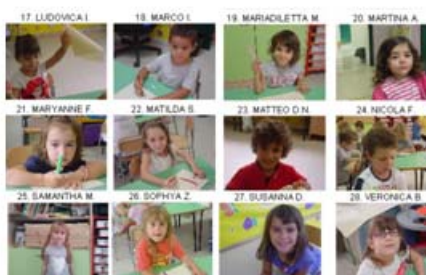 17. LUDOVICA I. 18. MARCO I. 19. MARIADILETTA M. 20. MARTINA A.
21. MARYANNE F. 22. MATILDA S. 23. MATTEO D.N. 24. NICOLA F.
25. SAMANTHA M. 26. SOPHYA Z. 27. SUSANNA D. 28. VERONICA B.